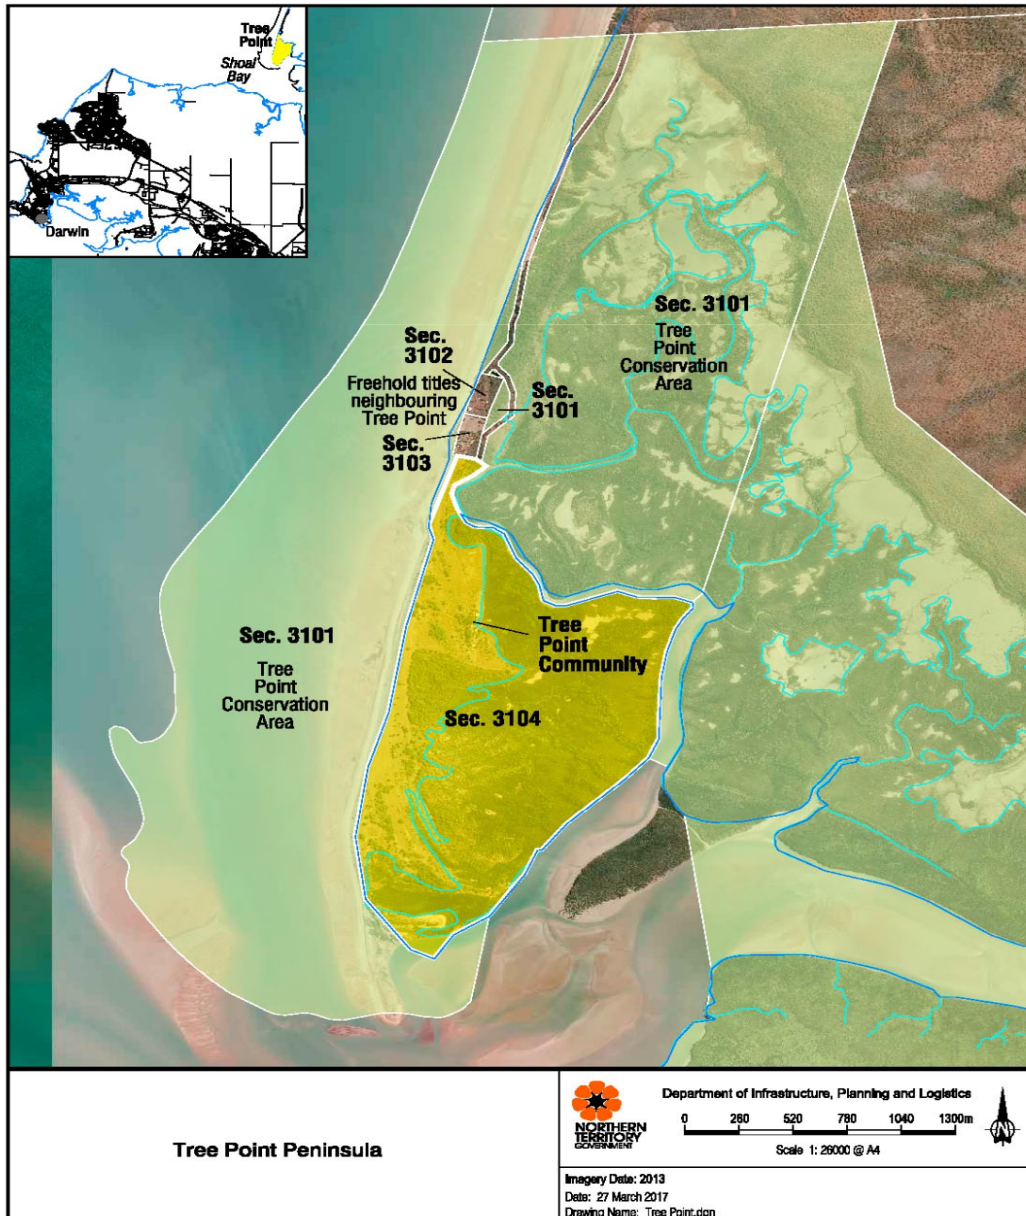 Tree
Point
Shoal
Bay
Darwin
Sec. 3101
Tree
Point
Conservation
Area
Sec.
3102
Freehold titles
neighbouring
Tree Point
Sec.
3101
Sec.
3103
Sec. 3101
Tree
Point
Conservation
Area
Tree
Point
Community
Sec. 3104
Tree Point Peninsula
NORTHERN
TERRITORY
GOVERNMENT
Department of Infrastructure, Planning and Logistics
0 260 520 780 1040 1300m
Scale 1: 26000 @ A4
N
Imagery Date: 2013
Date: 27 March 2017
Drawing Name: Tree Point.dgn